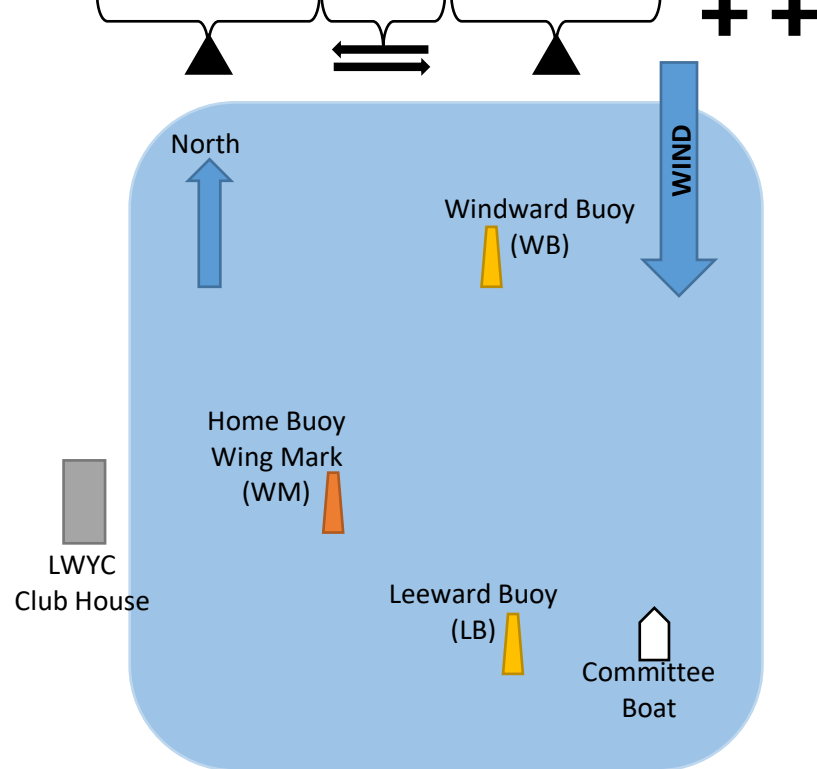 North
WIND
Windward Buoy
(WB)
Home Buoy
Wing Mark
(WM)
LWYC
Club House
Leeward Buoy
(LB)
Committee
Boat